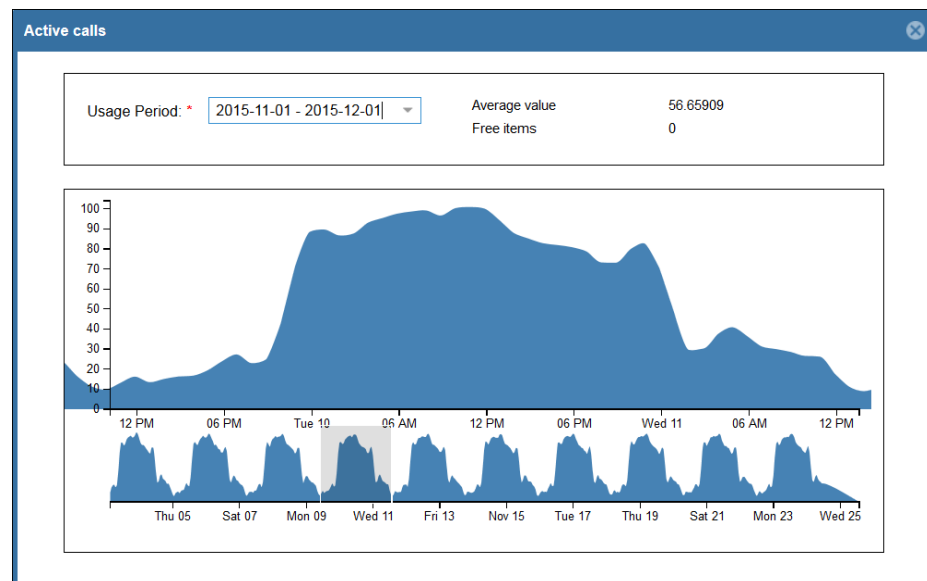 Active calls
Usage Period: * 2015-11-01 - 2015-12-01
Average value 56.65909
Free items 0
100
90
80
70
60
50
40
30
20
10
0
12 PM 06 PM Tue 10 06 AM 12 PM 06 PM Wed 11 06 AM 12 PM
Thu 05 Sat 07 Mon 09 Wed 11 Fri 13 Nov 15 Tue 17 Thu 19 Sat 21 Mon 23 Wed 25